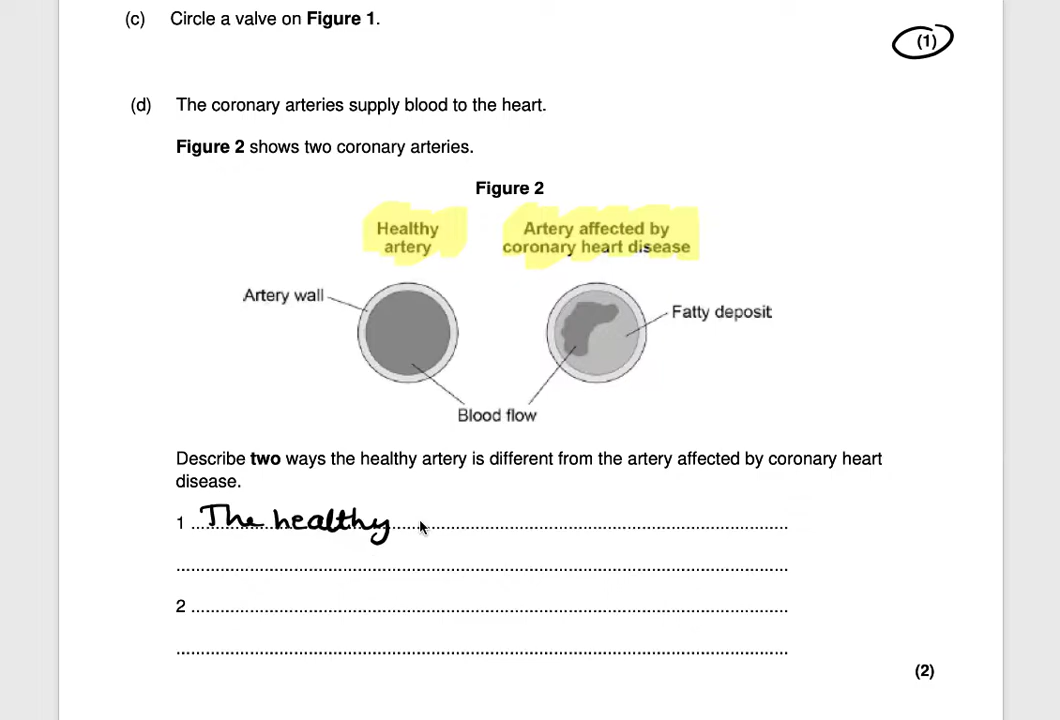 (c) Circle a valve on Figure 1.
(1)
(d) The coronary arteries supply blood to the heart.
Figure 2 shows two coronary arteries.
Figure 2
Healthy
artery
Artery affected by
coronary heart disease
Artery wall
Fatty deposit
Blood flow
Describe two ways the healthy artery is different from the artery affected by coronary heart
disease.
1 The healthy
2
(2)